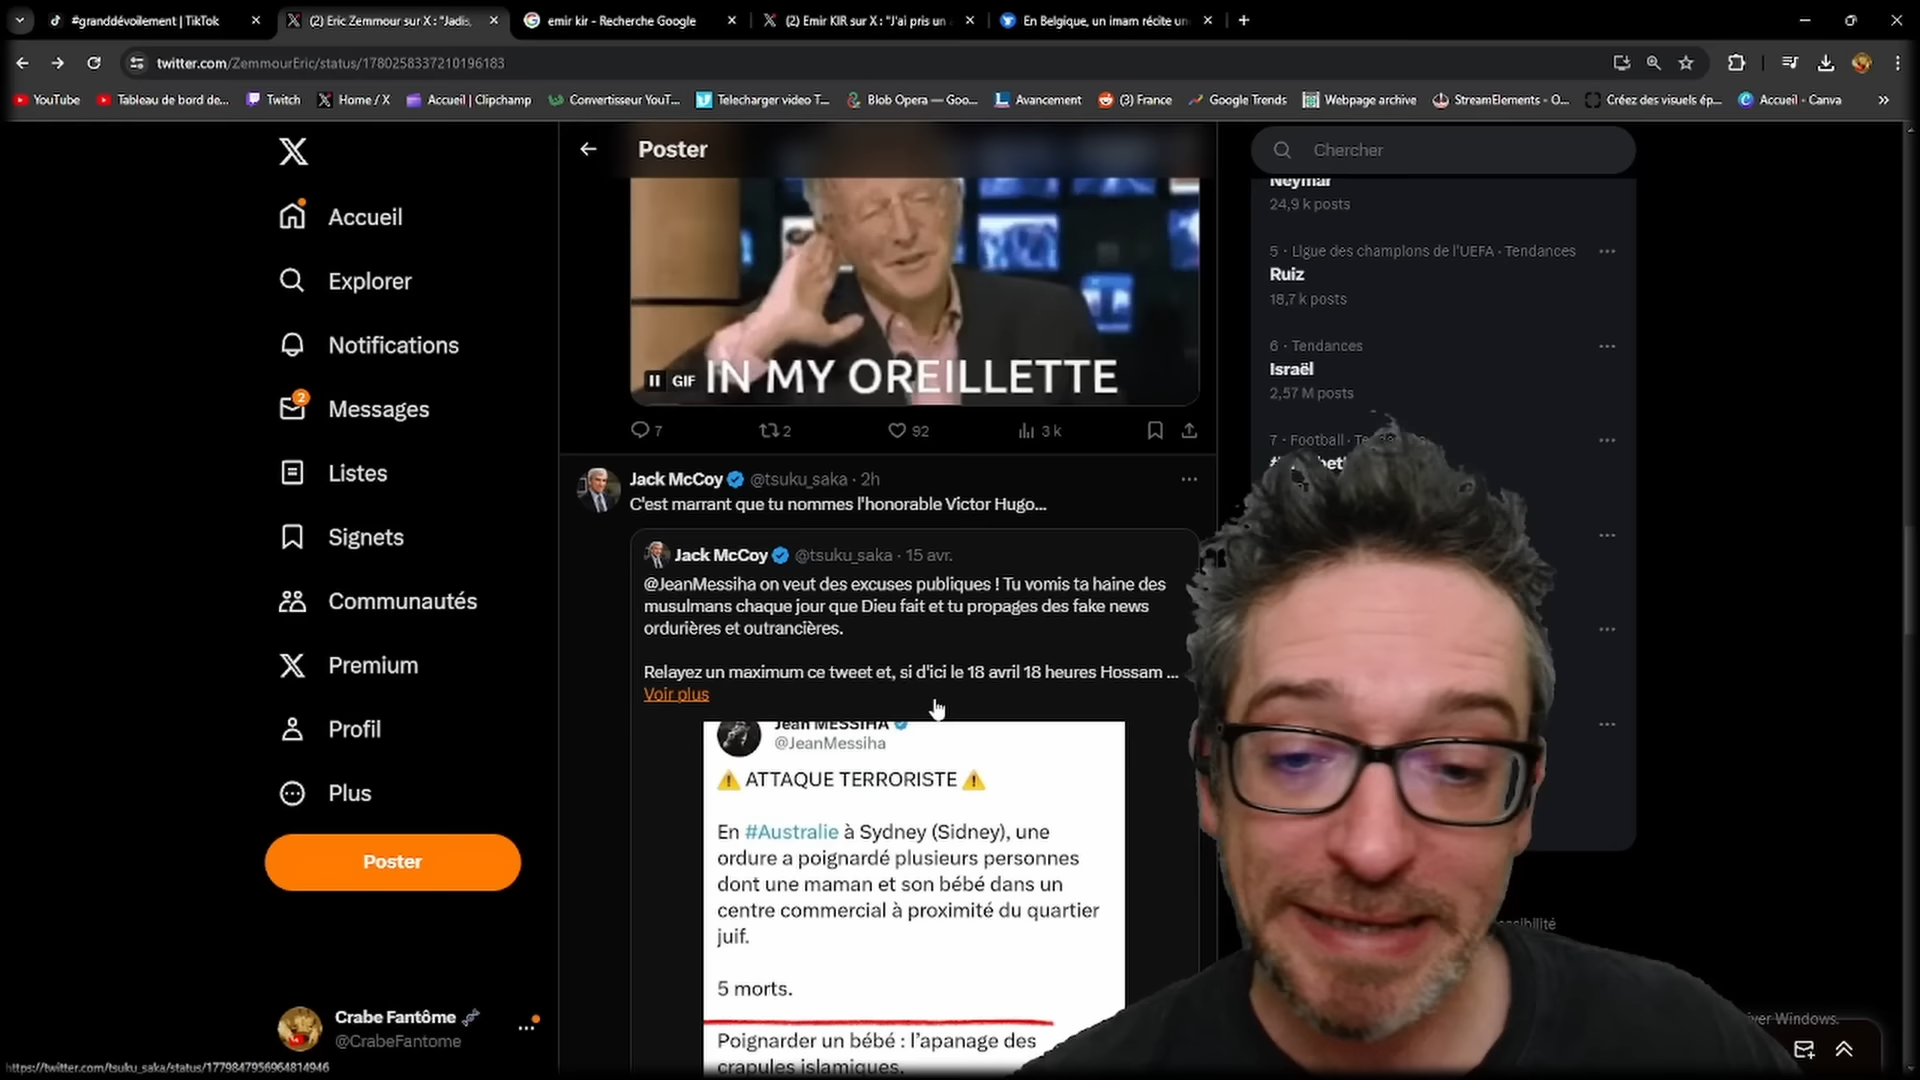 #granddévoilement | TikTok
(2) Eric Zemmour sur X : "Jadis,
emir kir - Recherche Google
(2) Emir KIR sur X : "J'ai pris un
En Belgique, un imam récite un
twitter.com/ZemmourEric/status/1780258337210196183
YouTube
Tableau de bord de...
Twitch
Home / X
Accueil | Clipchamp
Convertisseur YouT...
Telecharger video T...
Blob Opera — Goo...
Avancement
(3) France
Google Trends
Webpage archive
StreamElements - O...
Créez des visuels ép...
Accueil - Canva
Poster
Chercher
Accueil
Explorer
Notifications
2
Messages
Listes
Signets
Communautés
Premium
Profil
Plus
Poster
Crabe Fantôme
@CrabeFantome
GIF IN MY OREILLETTE
7 2 92 3 k
Jack McCoy @tsuku_saka · 2h
C'est marrant que tu nommes l'honorable Victor Hugo...
Jack McCoy @tsuku_saka · 15 avr.
@JeanMessiha on veut des excuses publiques ! Tu vomis ta haine des
musulmans chaque jour que Dieu fait et tu propages des fake news
ordurières et outrancières.
Relayez un maximum ce tweet et, si d'ici le 18 avril 18 heures Hossam ...
Voir plus
Jean MESSIHA
@JeanMessiha
⚠️ ATTAQUE TERRORISTE ⚠️
En #Australie à Sydney (Sidney), une
ordure a poignardé plusieurs personnes
dont une maman et son bébé dans un
centre commercial à proximité du quartier
juif.
5 morts.
Poignarder un bébé : l'apanage des
crapules islamiques.
Neymar
24,9 k posts
5 · Ligue des champions de l'UEFA · Tendances
Ruiz
18,7 k posts
6 · Tendances
Israël
2,57 M posts
7 · Football ·
Windows.
https://twitter.com/tsuku_saka/status/1779847956964814946